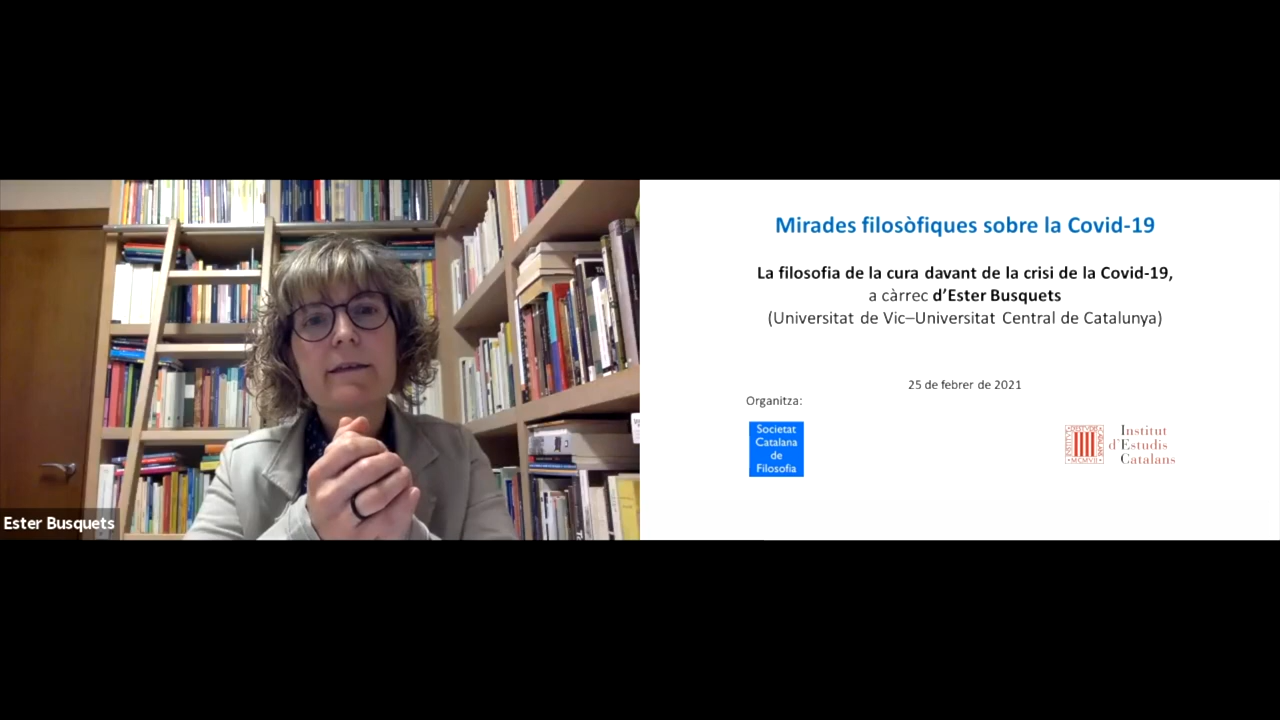 Ester Busquets
Mirades filosòfiques sobre la Covid-19
La filosofia de la cura davant de la crisi de la Covid-19,
a càrrec d'Ester Busquets
(Universitat de Vic–Universitat Central de Catalunya)
25 de febrer de 2021
Organitza:
Societat
Catalana
de
Filosofia
Institut
d'Estudis
Catalans